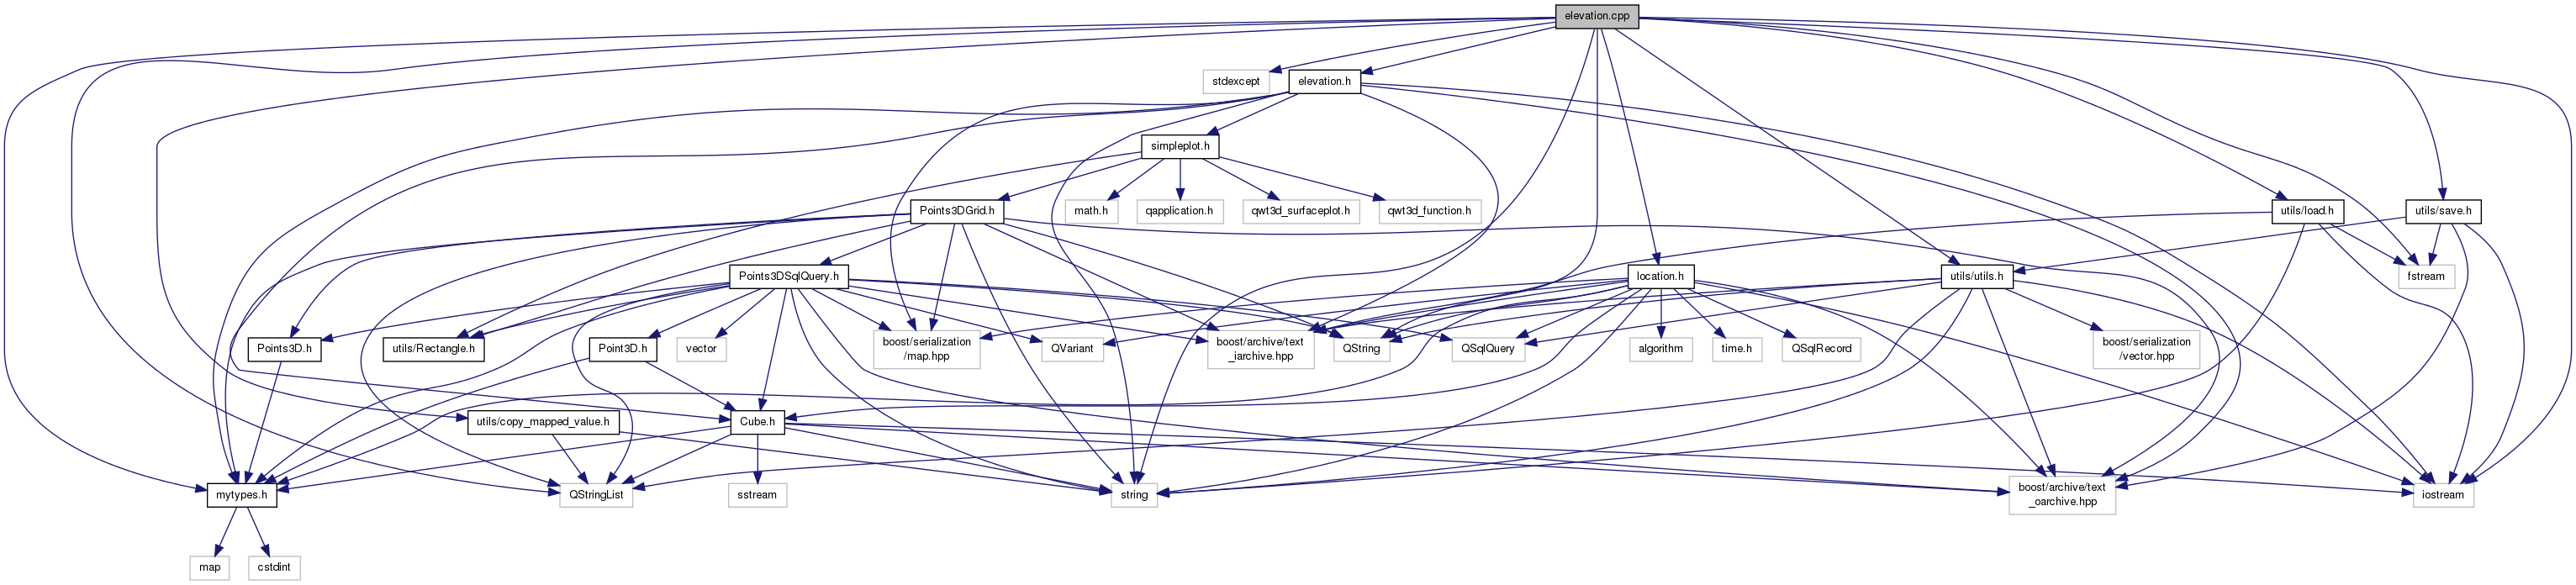 elevation.cpp
stdexcept
elevation.h
simpleplot.h
Points3DGrid.h
math.h
qapplication.h
qwt3d_surfaceplot.h
qwt3d_function.h
utils/load.h
utils/save.h
Points3DSqlQuery.h
location.h
utils/utils.h
fstream
Points3D.h
utils/Rectangle.h
Point3D.h
vector
boost/serialization
/map.hpp
QVariant
boost/archive/text
_iarchive.hpp
QString
QSqlQuery
algorithm
time.h
QSqlRecord
boost/serialization
/vector.hpp
utils/copy_mapped_value.h
Cube.h
mytypes.h
QStringList
sstream
string
boost/archive/text
_oarchive.hpp
iostream
map
cstdint